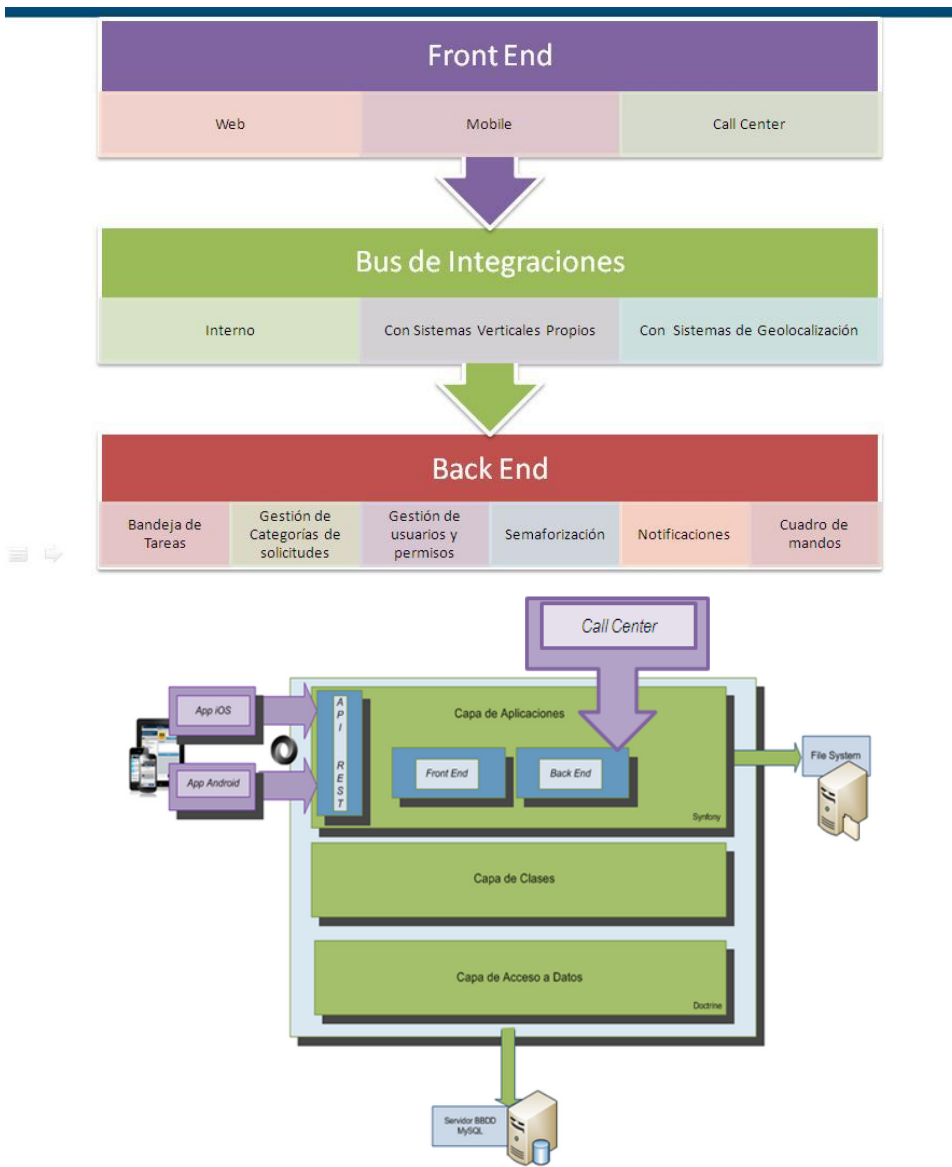 Front End
Web
Mobile
Call Center
Bus de Integraciones
Interno
Con Sistemas Verticales Propios
Con Sistemas de Geolocalización
Back End
Bandeja de
Tareas
Gestión de
Categorías de
solicitudes
Gestión de
usuarios y
permisos
Semaforización
Notificaciones
Cuadro de
mandos
Call Center
App iOS
App Android
API REST
Capa de Aplicaciones
Front End
Back End
Synfony
File System
Capa de Clases
Capa de Acceso a Datos
Doctrine
Servidor BBDD
MySQL